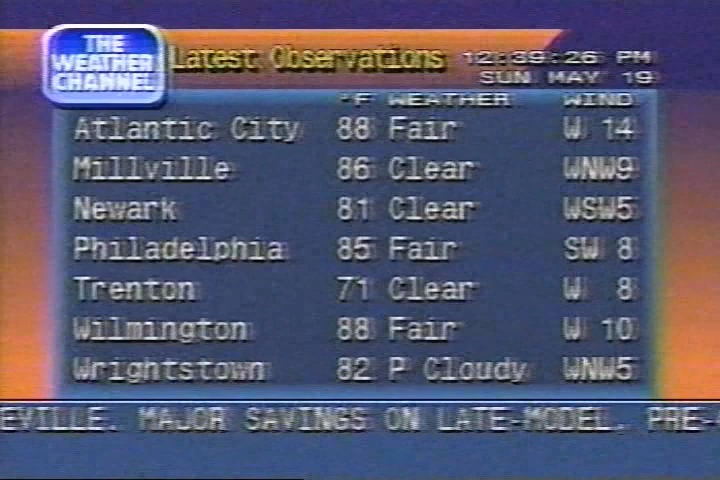 THE
WEATHER
CHANNEL
Latest Observations 12:39:26 PM
SUN MAY 19
°F WEATHER WIND
Atlantic City 88 Fair W 14
Millville 86 Clear WNW9
Newark 81 Clear WSW5
Philadelphia 85 Fair SW 8
Trenton 71 Clear W 8
Wilmington 88 Fair W 10
Wrightstown 82 P Cloudy WNW5
EVILLE. MAJOR SAVINGS ON LATE-MODEL, PRE-